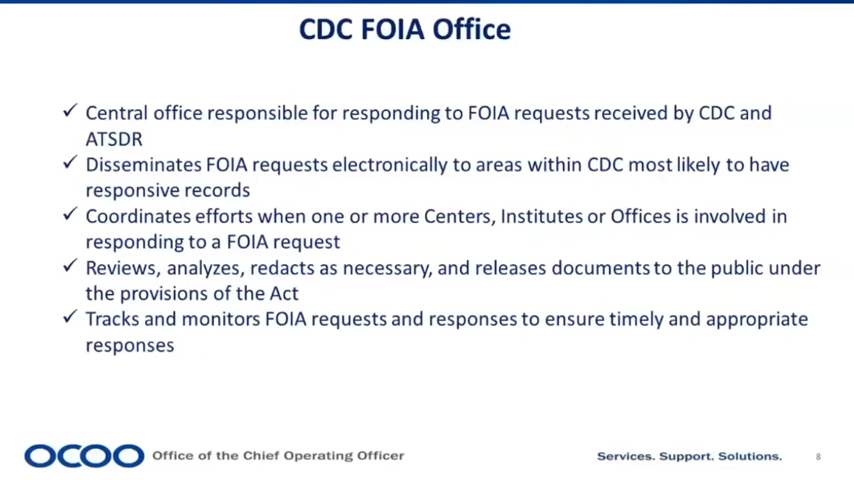 CDC FOIA Office
✓ Central office responsible for responding to FOIA requests received by CDC and
ATSDR
✓ Disseminates FOIA requests electronically to areas within CDC most likely to have
responsive records
✓ Coordinates efforts when one or more Centers, Institutes or Offices is involved in
responding to a FOIA request
✓ Reviews, analyzes, redacts as necessary, and releases documents to the public under
the provisions of the Act
✓ Tracks and monitors FOIA requests and responses to ensure timely and appropriate
responses
OCOO Office of the Chief Operating Officer Services. Support. Solutions. 8